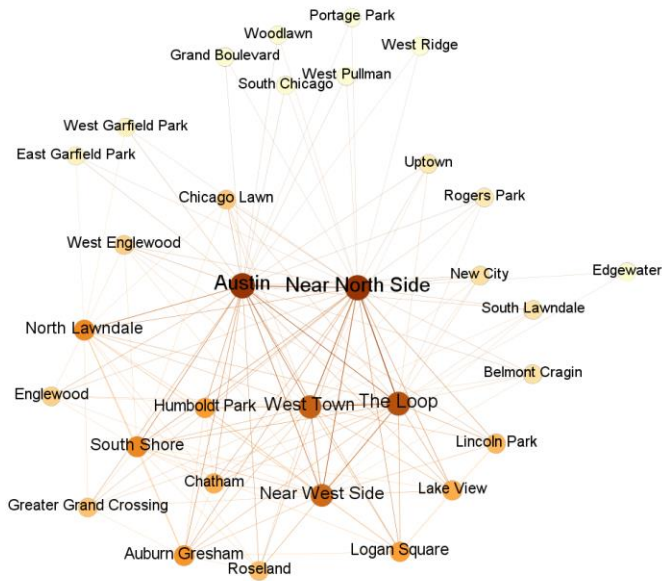 Portage Park
Woodlawn
West Ridge
Grand Boulevard
West Pullman
South Chicago
West Garfield Park
East Garfield Park
Uptown
Chicago Lawn
Rogers Park
West Englewood
Edgewater
New City
Austin
Near North Side
South Lawndale
North Lawndale
Belmont Cragin
Englewood
Humboldt Park
West Town
The Loop
South Shore
Lincoln Park
Chatham
Near West Side
Lake View
Greater Grand Crossing
Auburn Gresham
Logan Square
Roseland